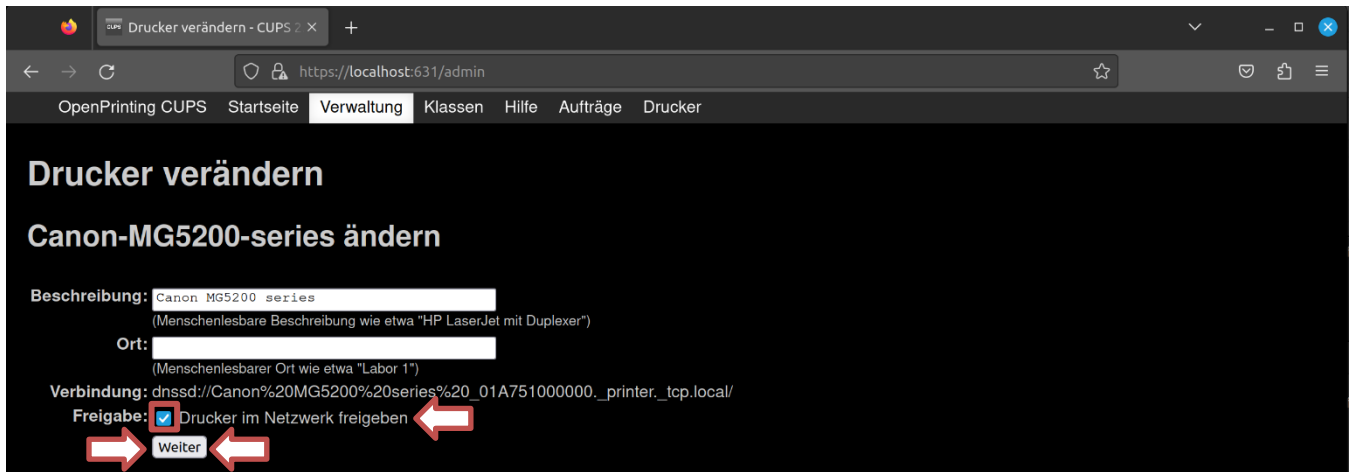 CUPS Drucker verändern - CUPS 2
https://localhost:631/admin
OpenPrinting CUPS Startseite Verwaltung Klassen Hilfe Aufträge Drucker
Drucker verändern
Canon-MG5200-series ändern
Beschreibung: Canon MG5200 series
(Menschenlesbare Beschreibung wie etwa "HP LaserJet mit Duplexer")
Ort:
(Menschenlesbarer Ort wie etwa "Labor 1")
Verbindung: dnssd://Canon%20MG5200%20series%20_01A751000000._printer._tcp.local/
Freigabe: Drucker im Netzwerk freigeben
Weiter